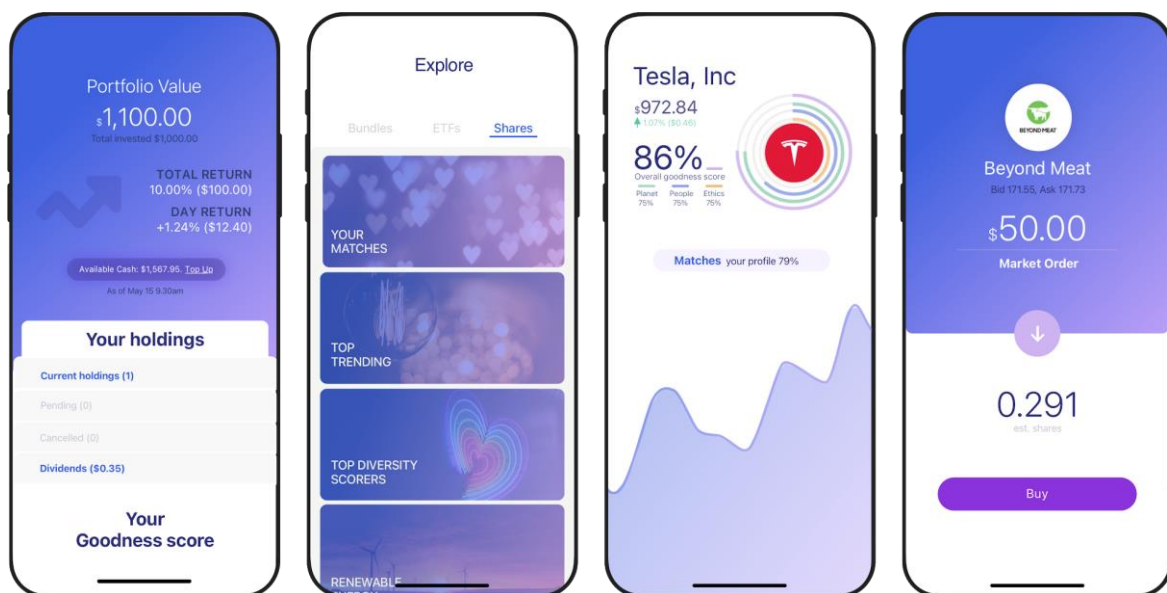 Portfolio Value
$1,100.00
Total invested $1,000.00
TOTAL RETURN
10.00% ($100.00)
DAY RETURN
+1.24% ($12.40)
Available Cash: $1,567.95. Top Up
As of May 15 9.30am
Your holdings
Current holdings (1)
Pending (0)
Cancelled (0)
Dividends ($0.35)
Your
Goodness score
Explore
Bundles ETFs Shares
YOUR
MATCHES
TOP
TRENDING
TOP DIVERSITY
SCORERS
RENEWABLE
Tesla, Inc
$972.84
1.07% ($0.46)
86%
Overall goodness score
Planet People Ethics
75% 75% 75%
Matches your profile 79%
BEYOND MEAT
Beyond Meat
Bid 171.55, Ask 171.73
$50.00
Market Order
0.291
est. shares
Buy